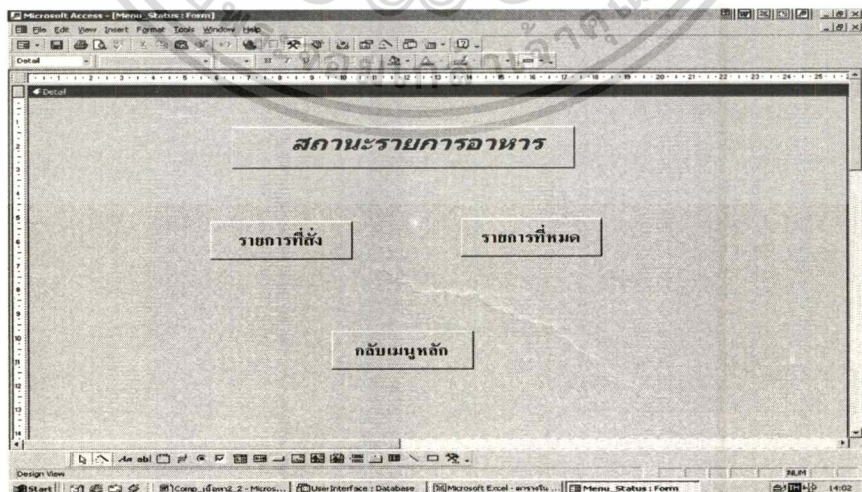 Microsoft Access - [Menu_Status : Form]
File Edit View Insert Format Tools Window Help
Detail
Detail
สถานะรายการอาหาร
รายการที่สั่ง
รายการที่หมด
กลับเมนูหลัก
Design View
NUM
Start
UserInterface : Database
Microsoft Excel -
Menu_Status : Form
14:02